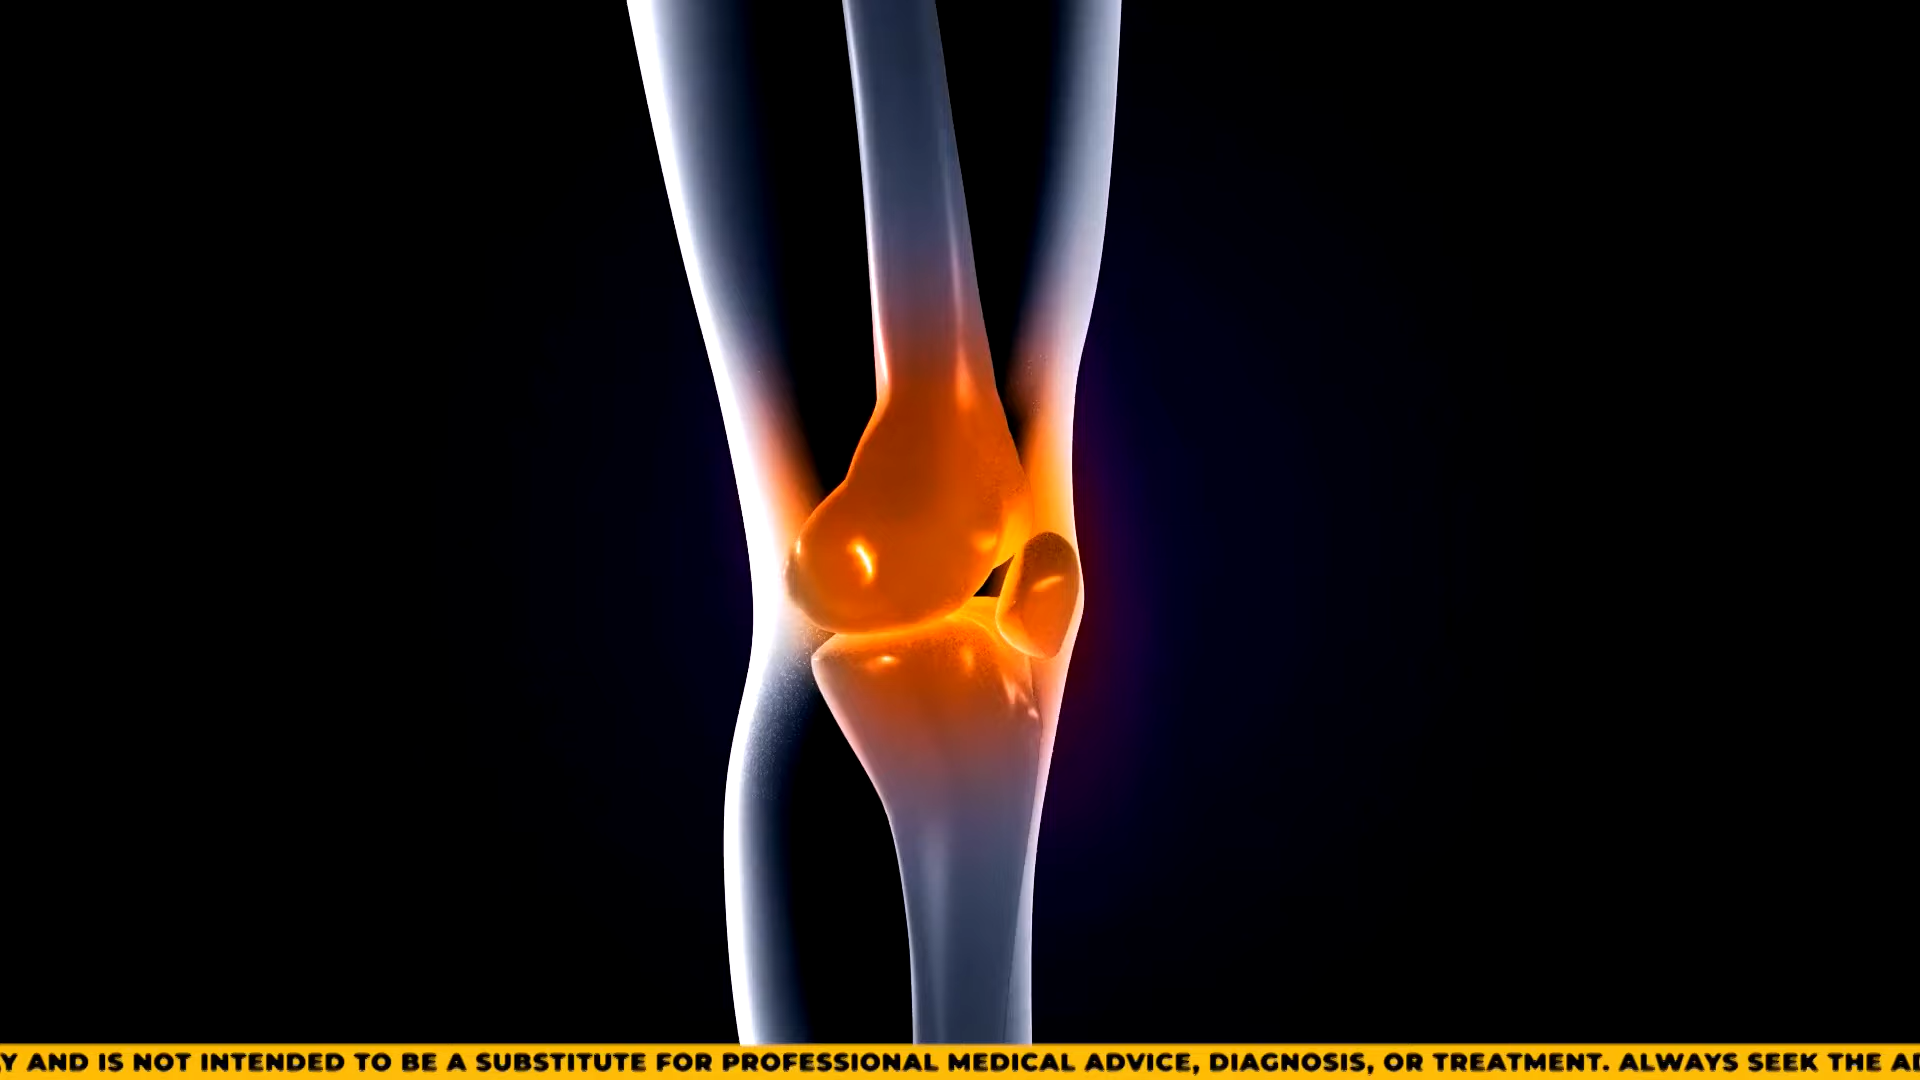 AND IS NOT INTENDED TO BE A SUBSTITUTE FOR PROFESSIONAL MEDICAL ADVICE, DIAGNOSIS, OR TREATMENT. ALWAYS SEEK THE